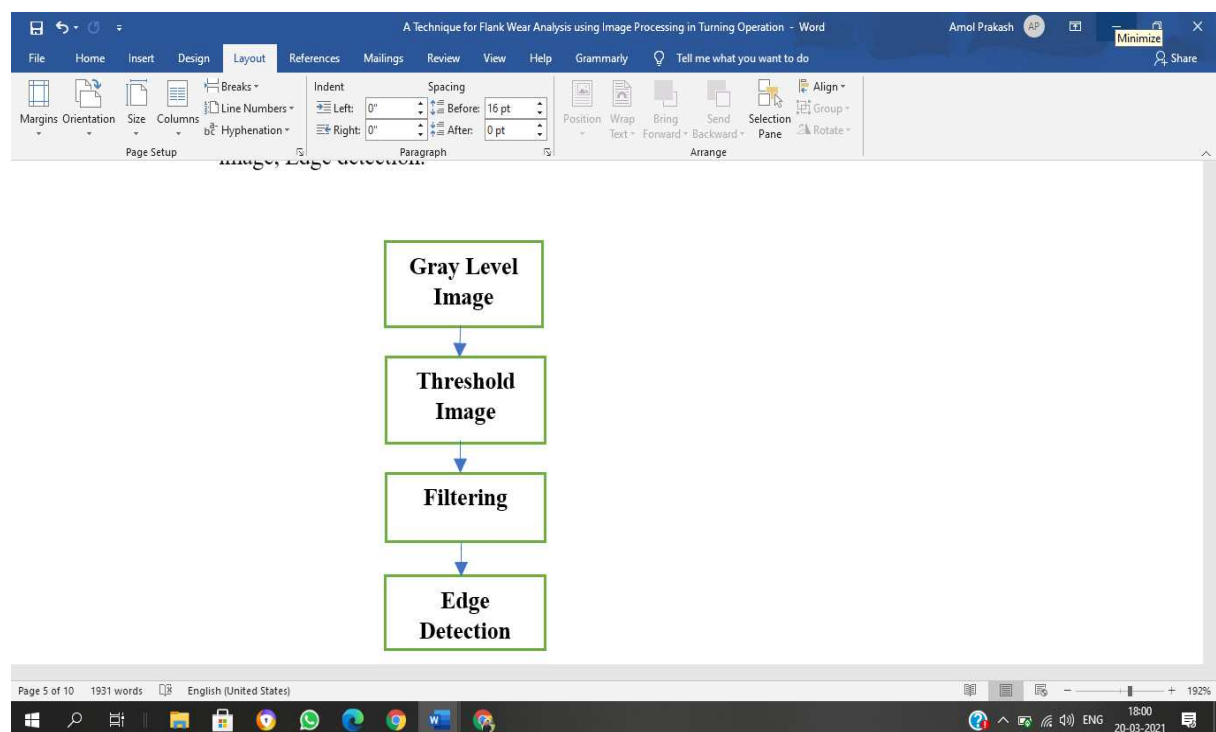 A Technique for Flank Wear Analysis using Image Processing in Turning Operation - Word
Amol Prakash
AP
Minimize
File Home Insert Design Layout References Mailings Review View Help Grammarly Tell me what you want to do
Share
Margins Orientation Size Columns
Breaks
Line Numbers
Hyphenation
Page Setup
Indent
Left: 0"
Right: 0"
Spacing
Before: 16 pt
After: 0 pt
Paragraph
Position
Wrap Text
Bring Forward
Send Backward
Selection Pane
Align
Group
Rotate
Arrange
image, Edge detection.
Gray Level
Image
Threshold
Image
Filtering
Edge
Detection
Page 5 of 10 1931 words English (United States)
192%
W
ENG
18:00
20-03-2021